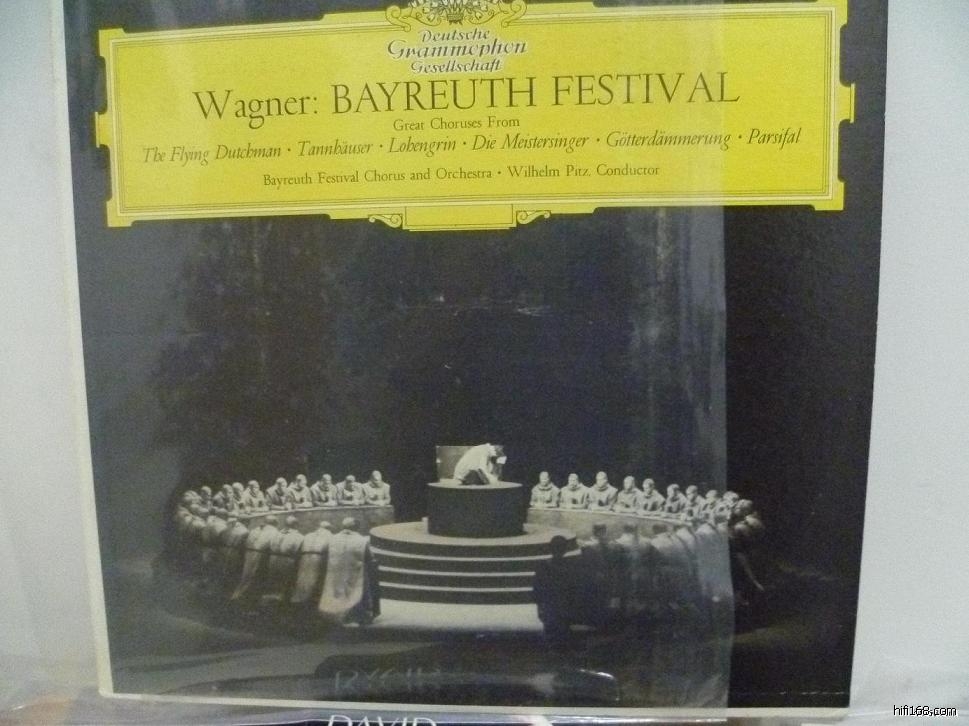 Deutsche
Grammophon
Gesellschaft
Wagner: BAYREUTH FESTIVAL
Great Choruses From
The Flying Dutchman · Tannhäuser · Lohengrin · Die Meistersinger · Götterdämmerung · Parsifal
Bayreuth Festival Chorus and Orchestra · Wilhelm Pitz, Conductor
DAVID
hifi168.com